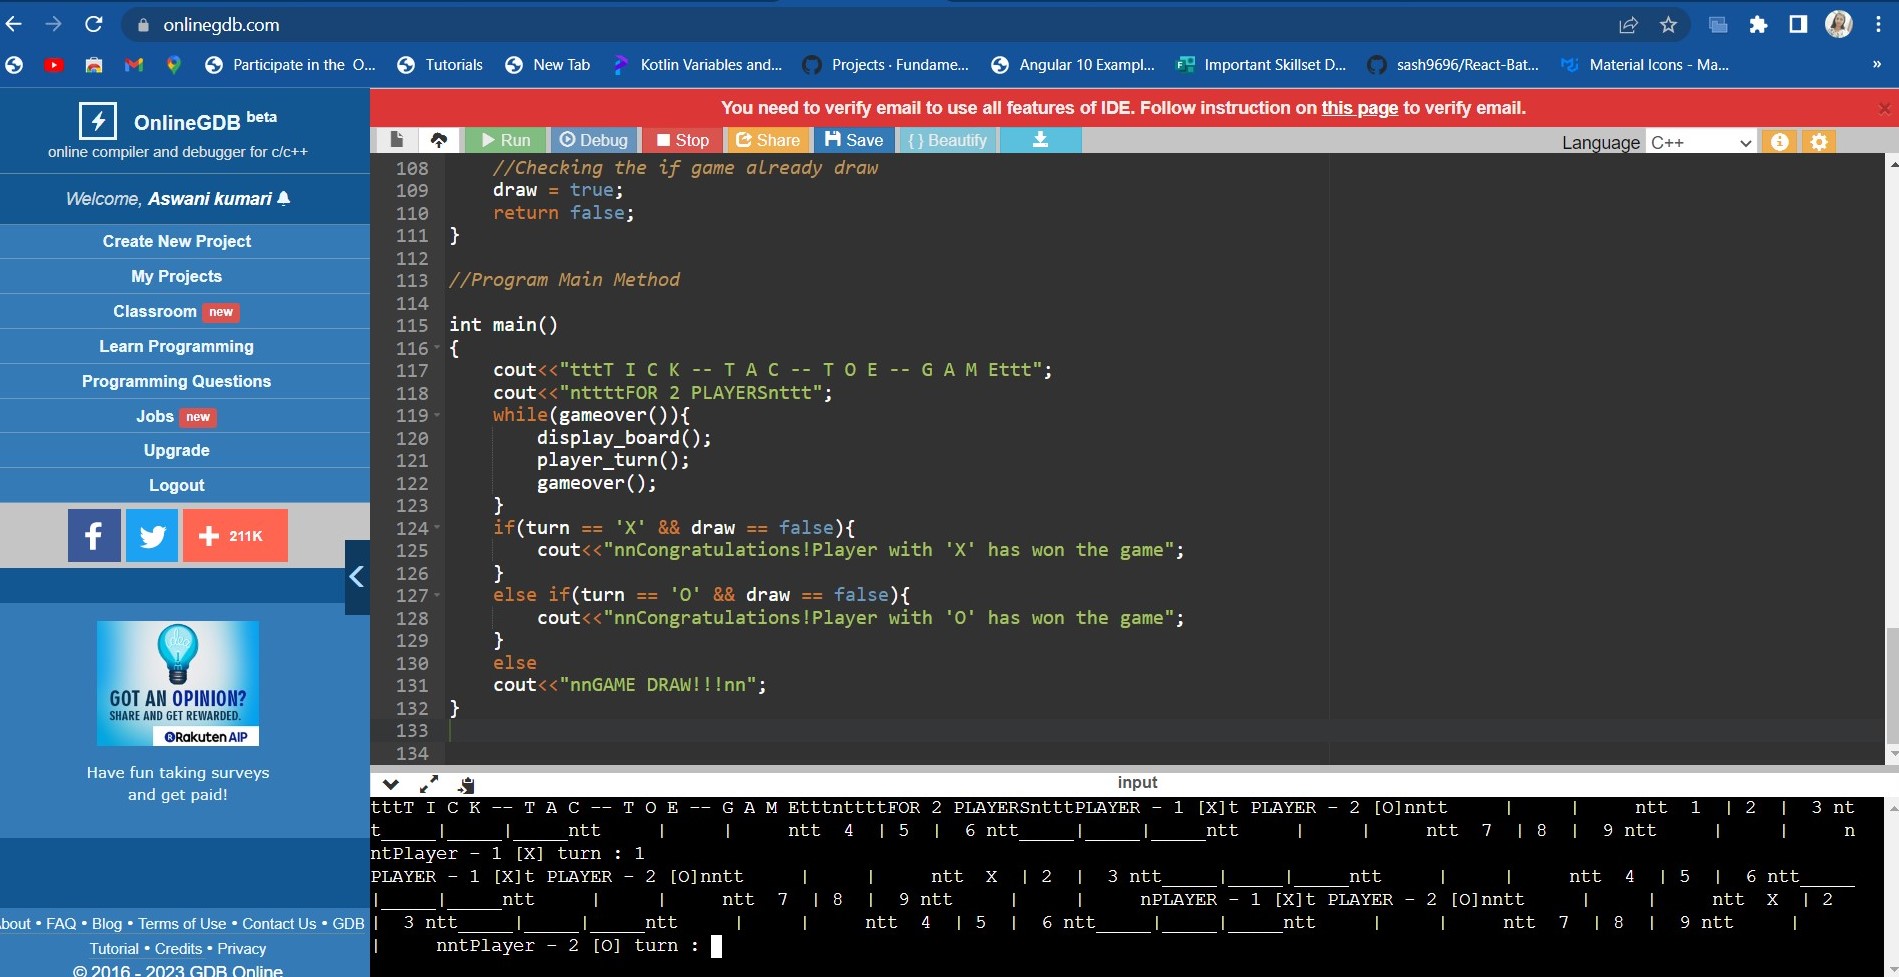 onlinegdb.com
Participate in the O...
Tutorials
New Tab
Kotlin Variables and...
Projects · Fundame...
Angular 10 Exampl...
Important Skillset D...
sash9696/React-Bat...
Material Icons - Ma...
»
OnlineGDB beta
online compiler and debugger for c/c++
Welcome, Aswani kumari
Create New Project
My Projects
Classroom new
Learn Programming
Programming Questions
Jobs new
Upgrade
Logout
211K
GOT AN OPINION?
SHARE AND GET REWARDED.
Rakuten AIP
Have fun taking surveys
and get paid!
bout • FAQ • Blog • Terms of Use • Contact Us • GDB
Tutorial • Credits • Privacy
© 2016 - 2023 GDB Online
You need to verify email to use all features of IDE. Follow instruction on this page to verify email.
Run Debug Stop Share Save { } Beautify
Language C++
108 //Checking the if game already draw
109 draw = true;
110 return false;
111 }
112
113 //Program Main Method
114
115 int main()
116 {
117 cout<<"tttT I C K -- T A C -- T O E -- G A M Ettt";
118 cout<<"nttttFOR 2 PLAYERSnttt";
119 while(gameover()){
120 display_board();
121 player_turn();
122 gameover();
123 }
124 if(turn == 'X' && draw == false){
125 cout<<"nnCongratulations!Player with 'X' has won the game";
126 }
127 else if(turn == 'O' && draw == false){
128 cout<<"nnCongratulations!Player with 'O' has won the game";
129 }
130 else
131 cout<<"nnGAME DRAW!!!nn";
132 }
133
134
input
tttT I C K -- T A C -- T O E -- G A M EtttnttttFOR 2 PLAYERSntttPLAYER - 1 [X]t PLAYER - 2 [O]nntt | | ntt 1 | 2 | 3 nt
t_____|_____|_____ntt | | ntt 4 | 5 | 6 ntt_____|_____|_____ntt | | ntt 7 | 8 | 9 ntt | | n
ntPlayer - 1 [X] turn : 1
PLAYER - 1 [X]t PLAYER - 2 [O]nntt | | ntt X | 2 | 3 ntt_____|_____|_____ntt | | ntt 4 | 5 | 6 ntt_____
|_____|_____ntt | | ntt 7 | 8 | 9 ntt | | nPLAYER - 1 [X]t PLAYER - 2 [O]nntt | | ntt X | 2
| 3 ntt_____|_____|_____ntt | | ntt 4 | 5 | 6 ntt_____|_____|_____ntt | | ntt 7 | 8 | 9 ntt |
| nntPlayer - 2 [O] turn :